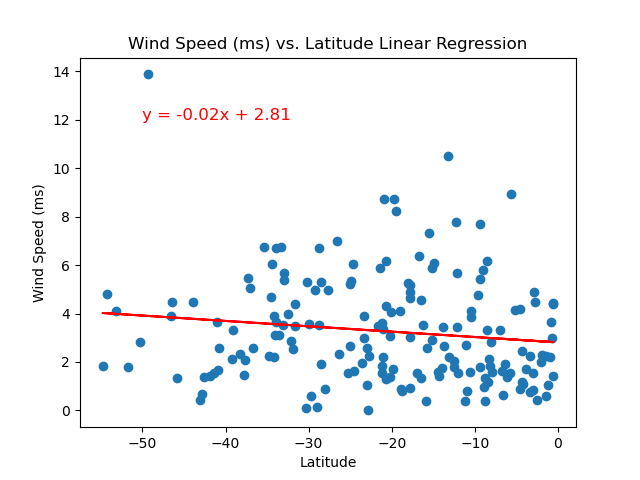 Wind Speed (ms) vs. Latitude Linear Regression
14
y = -0.02x + 2.81
12
10
8
6
4
2
0
Wind Speed (ms)
−50 −40 −30 −20 −10 0
Latitude